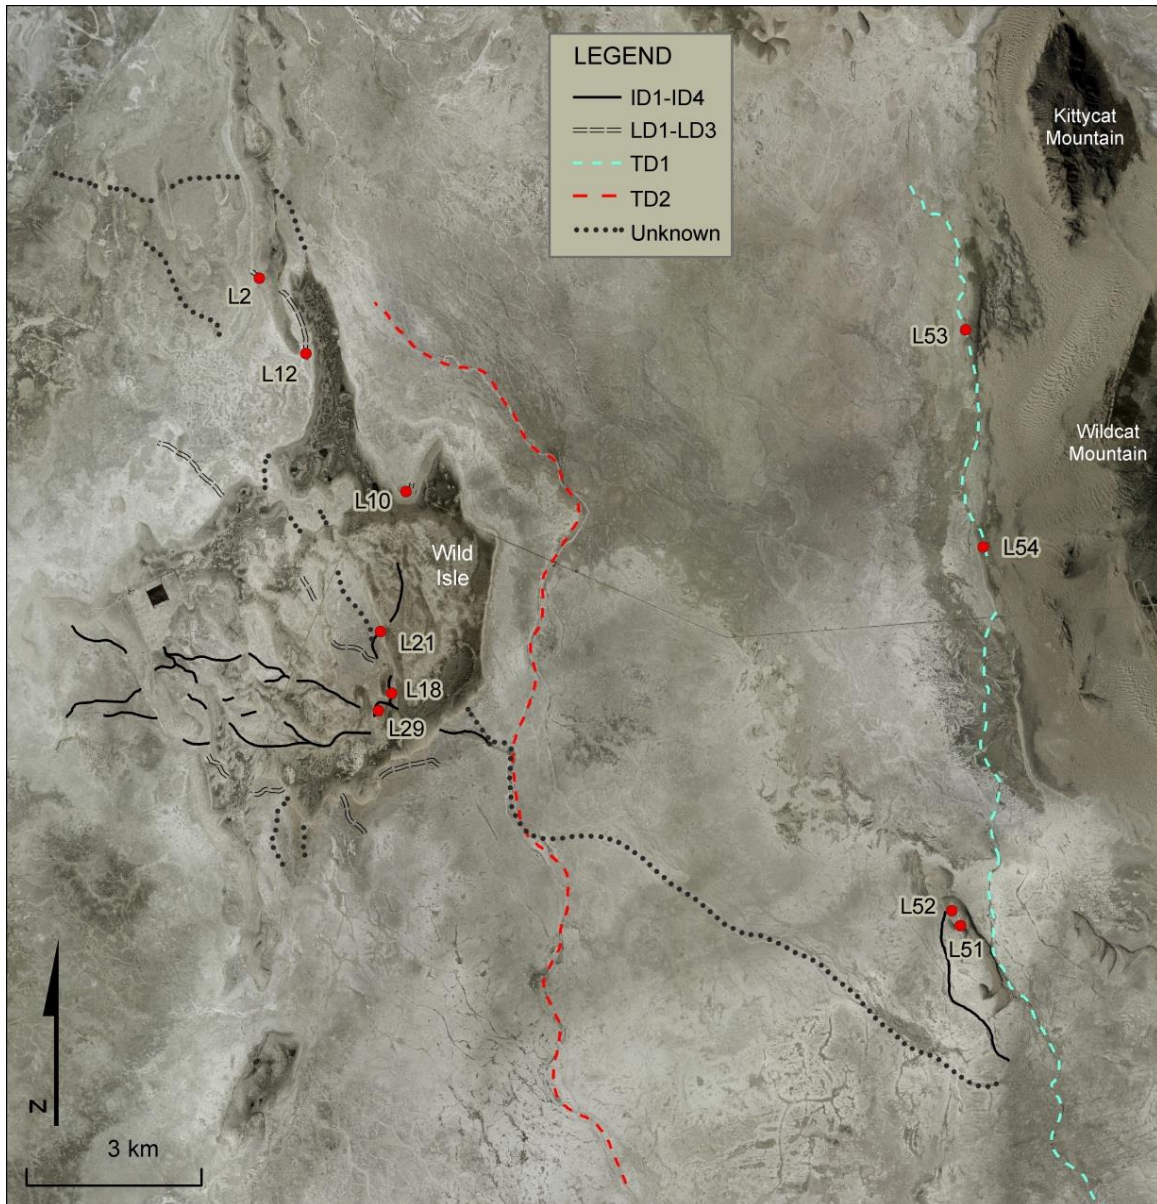 LEGEND
ID1-ID4
LD1-LD3
TD1
TD2
Unknown
Kittycat
Mountain
L2
L12
L53
Wildcat
Mountain
L10
Wild
Isle
L54
L21
L18
L29
L52
L51
N
3 km